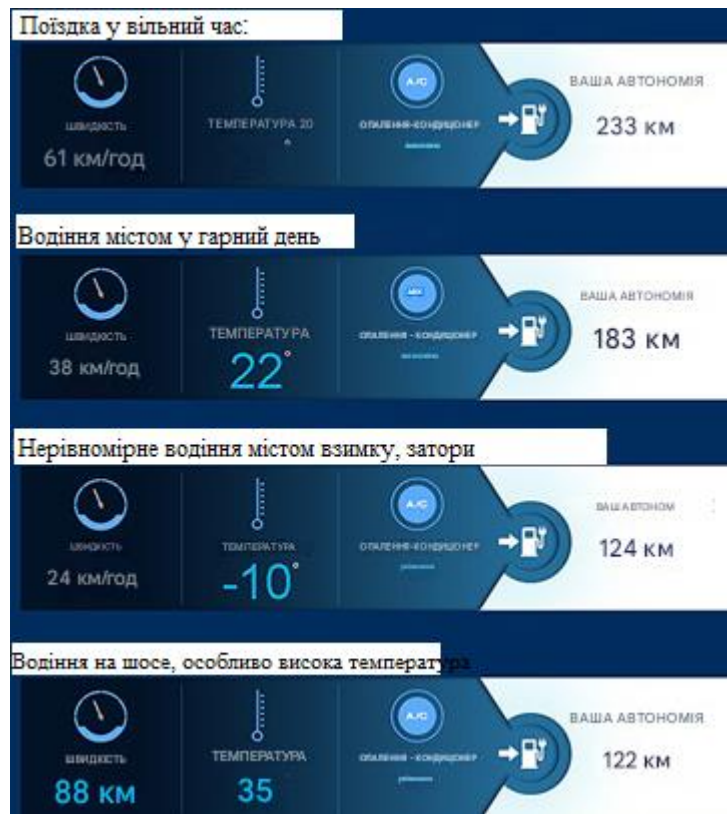 Поїздка у вільний час:
ШВИДКІСТЬ
61 км/год
ТЕМПЕРАТУРА 20
°
A/C
ОПАЛЕННЯ-КОНДИЦІОНЕР
ВАША АВТОНОМІЯ
233 км
Водіння містом у гарний день
ШВИДКІСТЬ
38 км/год
ТЕМПЕРАТУРА
22°
ОПАЛЕННЯ - КОНДИЦІОНЕР
ВАША АВТОНОМІЯ
183 км
Нерівномірне водіння містом взимку, затори
ШВИДКІСТЬ
24 км/год
ТЕМПЕРАТУРА
-10°
A/C
ОПАЛЕННЯ-КОНДИЦІОНЕР
ВАША АВТОНОМ
124 км
Водіння на шосе, особливо висока температура
ШВИДКІСТЬ
88 км
ТЕМПЕРАТУРА
35
A/C
ОПАЛЕННЯ - КОНДИЦІОНЕР
ВАША АВТОНОМІЯ
122 км